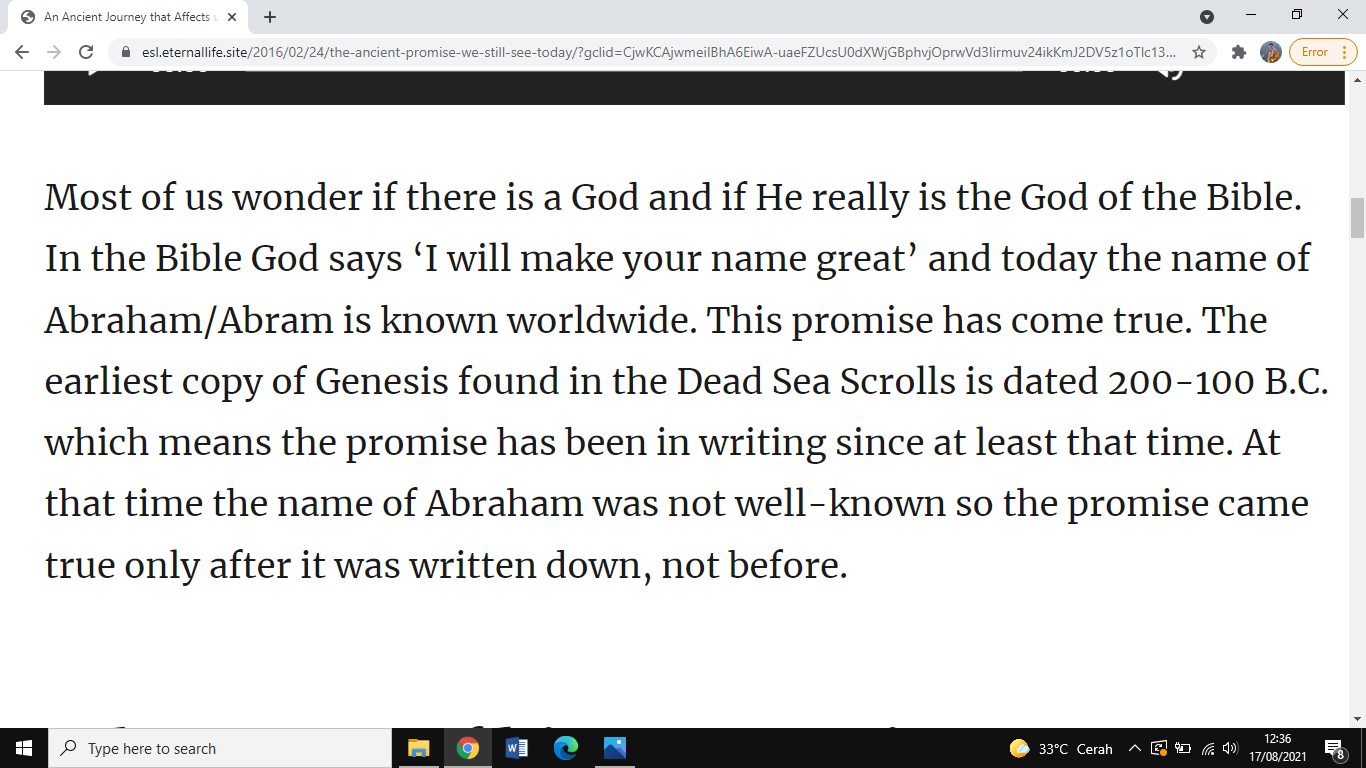 An Ancient Journey that Affects
esl.eternallife.site/2016/02/24/the-ancient-promise-we-still-see-today/?gclid=CjwKCAjwmeiIBhA6EiwA-uaeFZUcsU0dXWjGBphvjOprwVd3Iirmuv24ikKmJ2DV5z1oTlc13...
Error
Most of us wonder if there is a God and if He really is the God of the Bible.
In the Bible God says ‘I will make your name great’ and today the name of
Abraham/Abram is known worldwide. This promise has come true. The
earliest copy of Genesis found in the Dead Sea Scrolls is dated 200-100 B.C.
which means the promise has been in writing since at least that time. At
that time the name of Abraham was not well-known so the promise came
true only after it was written down, not before.
Type here to search
33°C Cerah
12:36
17/08/2021
8